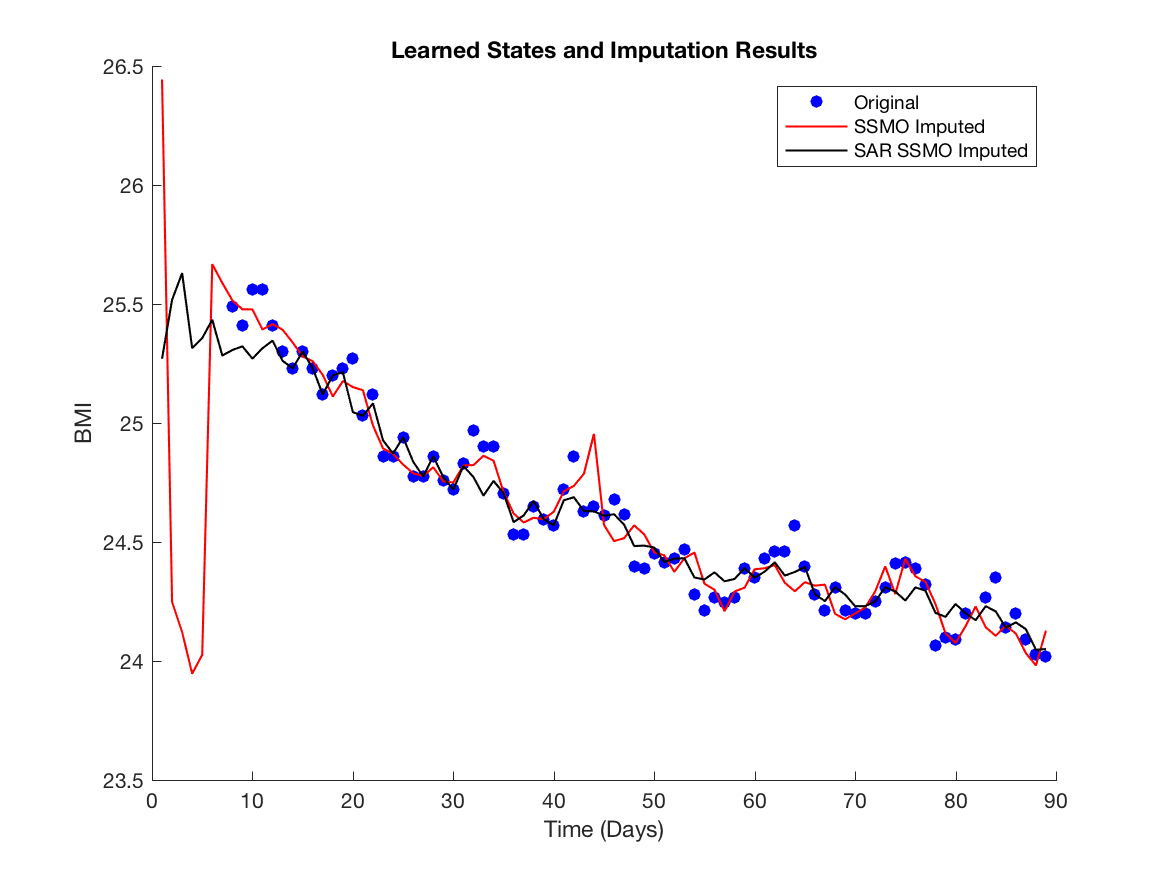 Learned States and Imputation Results
Original
SSMO Imputed
SAR SSMO Imputed
26.5
26
25.5
25
24.5
24
23.5
BMI
0 10 20 30 40 50 60 70 80 90
Time (Days)